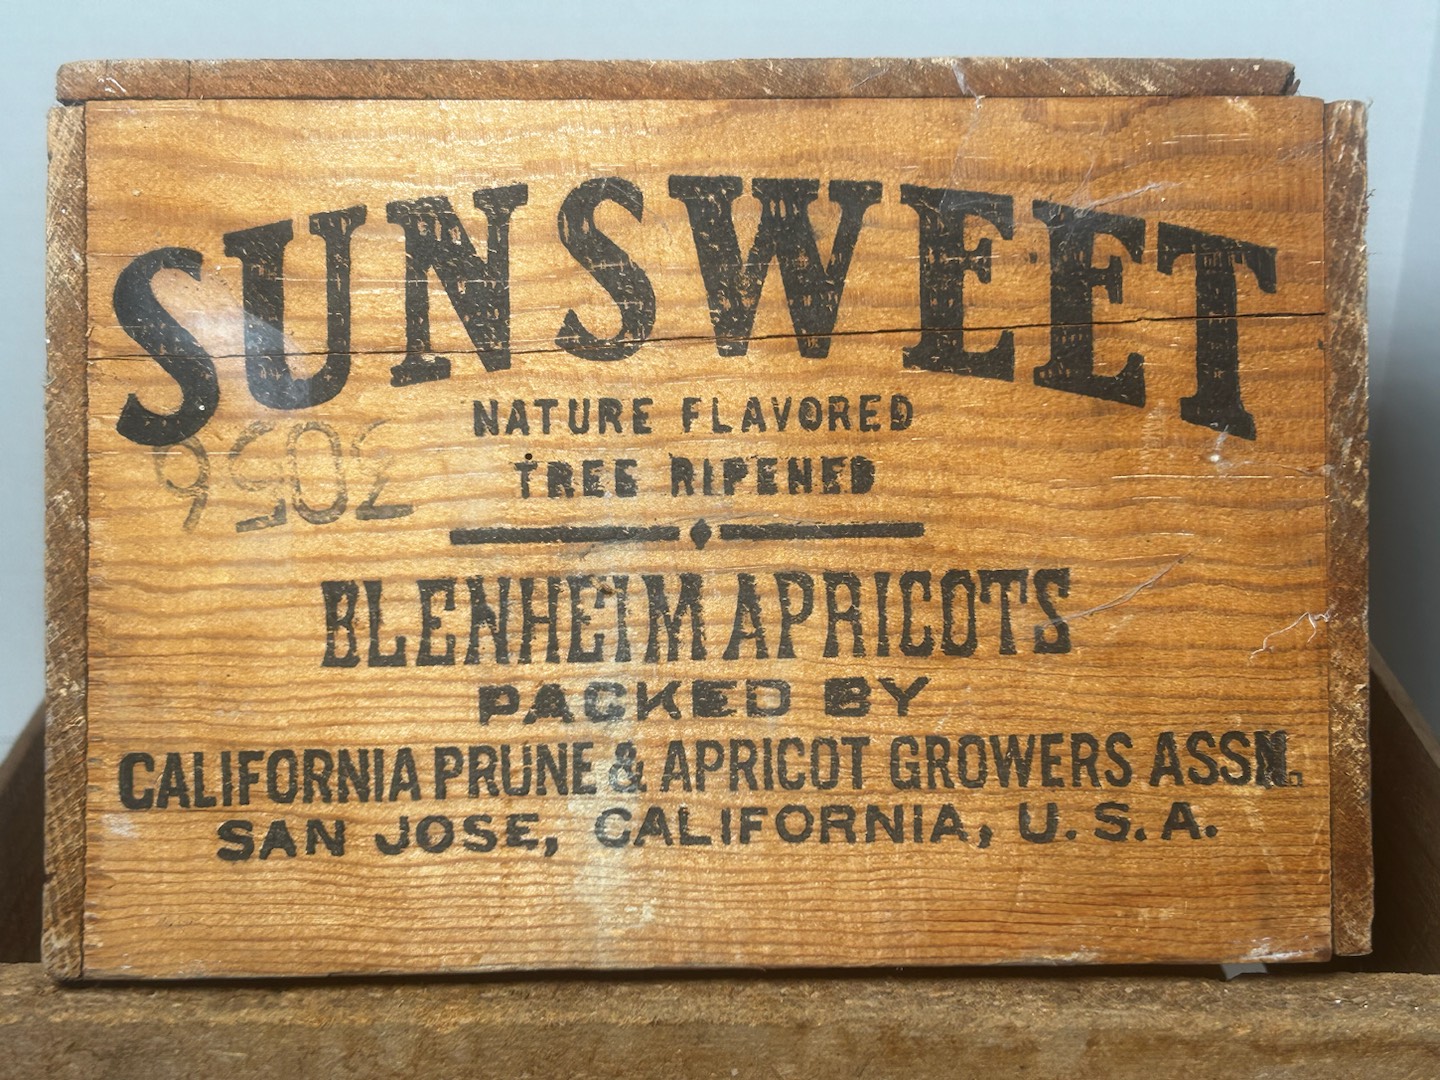 SUNSWEET
NATURE FLAVORED
TREE RIPENED
BLENHEIM APRICOTS
PACKED BY
CALIFORNIA PRUNE & APRICOT GROWERS ASSN.
SAN JOSE, CALIFORNIA, U.S.A.